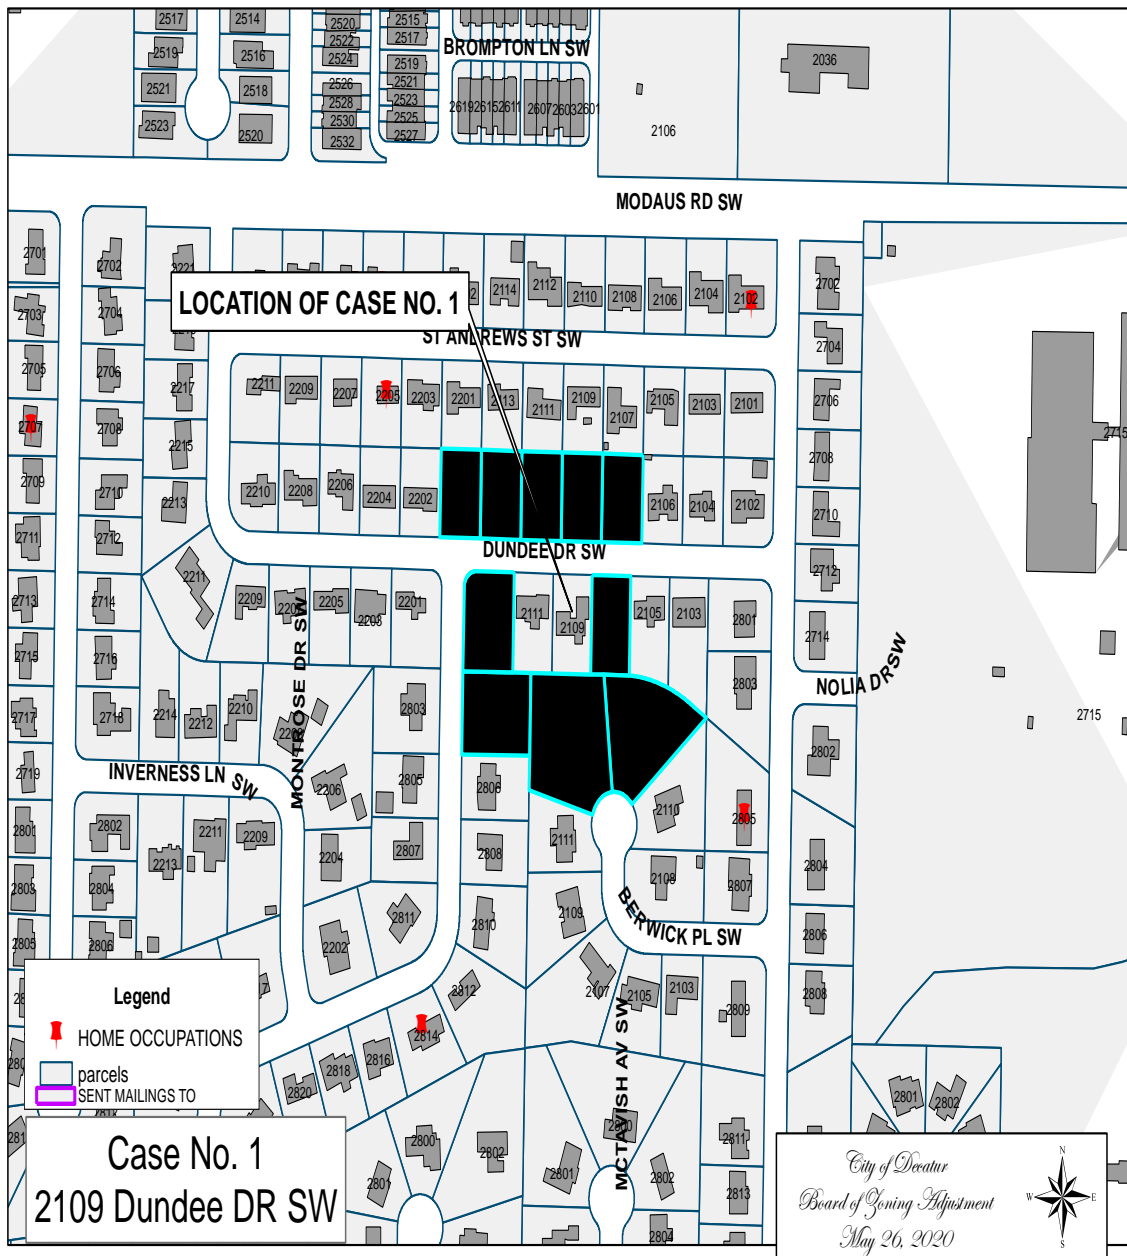 2517 2514 2520 2515
2522 2517
BROMPTON LN SW
2519 2516 2524 2519
2036
2521 2518 2526 2521
2528 2523
2619 2615 2611 2607 2603 2601
2523 2520 2530 2525
2532 2527
2106
MODAUS RD SW
2701 2702 2221
LOCATION OF CASE NO. 1
2114 2112 2110 2108 2106 2104 2102 2702
2703 2704
ST ANDREWS ST SW
2704
2705 2706 2217
2211 2209 2207 2205 2203 2201 2111 2109 2107 2105 2103 2101 2706
2707 2708 2215
2708
2715
2709 2710 2213
2210 2208 2206 2204 2202
2106 2104 2102 2710
2711 2712
DUNDEE DR SW
2211
2712
2713 2714
2209 2205 2203 2201
2111 2109 2105 2103 2801
2714
2715 2716
MONTROSE DR SW
NOLIA DR SW
2717 2718 2214 2212 2210
2803
2803
2715
2719
INVERNESS LN SW
2206
2805
2806
2802
2110 2805
2801 2802 2213 2211 2209
2204 2807
2808 2111
2803 2804
2108 2807
2804
2805 2806
2202 2811
2810 2109
BERWICK PL SW
2806
2812 2107 2105 2103 2809
2808
Legend
HOME OCCUPATIONS
parcels
SENT MAILINGS TO
2814
2816
2818
2820
MCTAVISH AV SW
2801 2802
Case No. 1
2109 Dundee DR SW
2800 2802 2801
2800 2811
2801 2802 2813
2804
City of Decatur
Board of Zoning Adjustment
May 26, 2020
N
W E
S